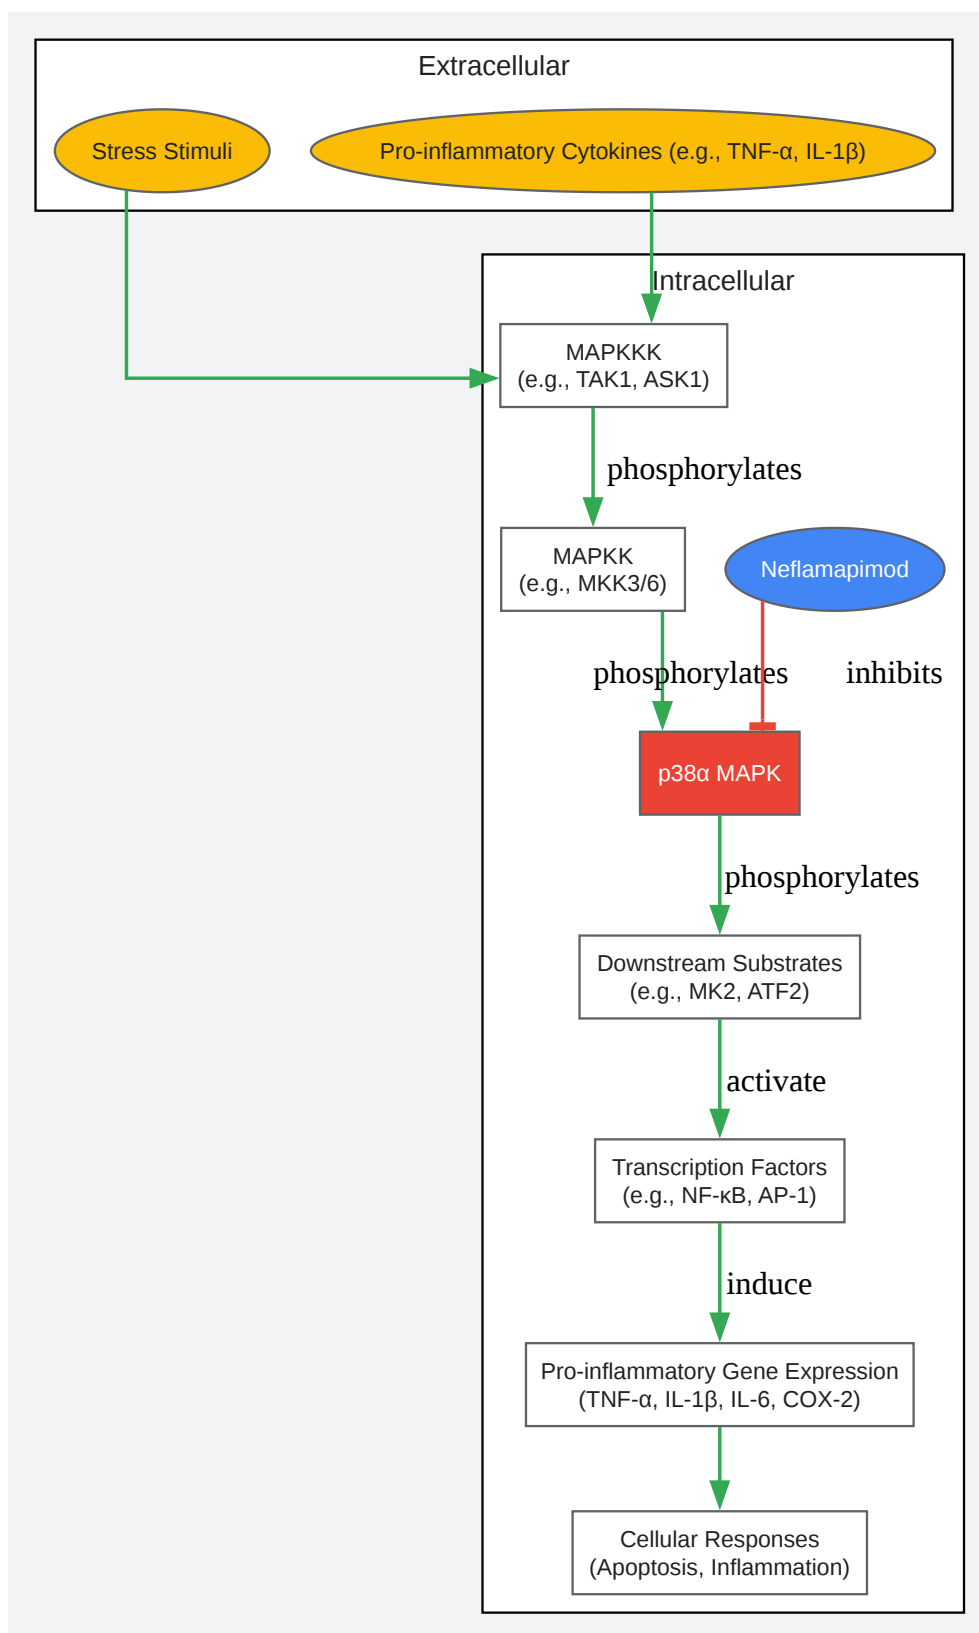 Extracellular
Stress Stimuli
Pro-inflammatory Cytokines (e.g., TNF-α, IL-1β)
Intracellular
MAPKKK
(e.g., TAK1, ASK1)
phosphorylates
MAPKK
(e.g., MKK3/6)
Neflamapimod
phosphorylates
inhibits
p38α MAPK
phosphorylates
Downstream Substrates
(e.g., MK2, ATF2)
activate
Transcription Factors
(e.g., NF-κB, AP-1)
induce
Pro-inflammatory Gene Expression
(TNF-α, IL-1β, IL-6, COX-2)
Cellular Responses
(Apoptosis, Inflammation)